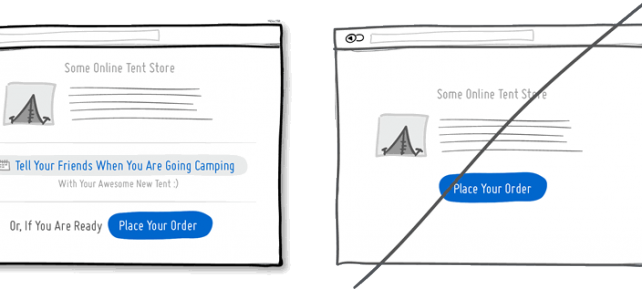 Some Online Tent Store
Tell Your Friends When You Are Going Camping
With Your Awesome New Tent :)
Or, If You Are Ready
Place Your Order
Some Online Tent Store
Place Your Order